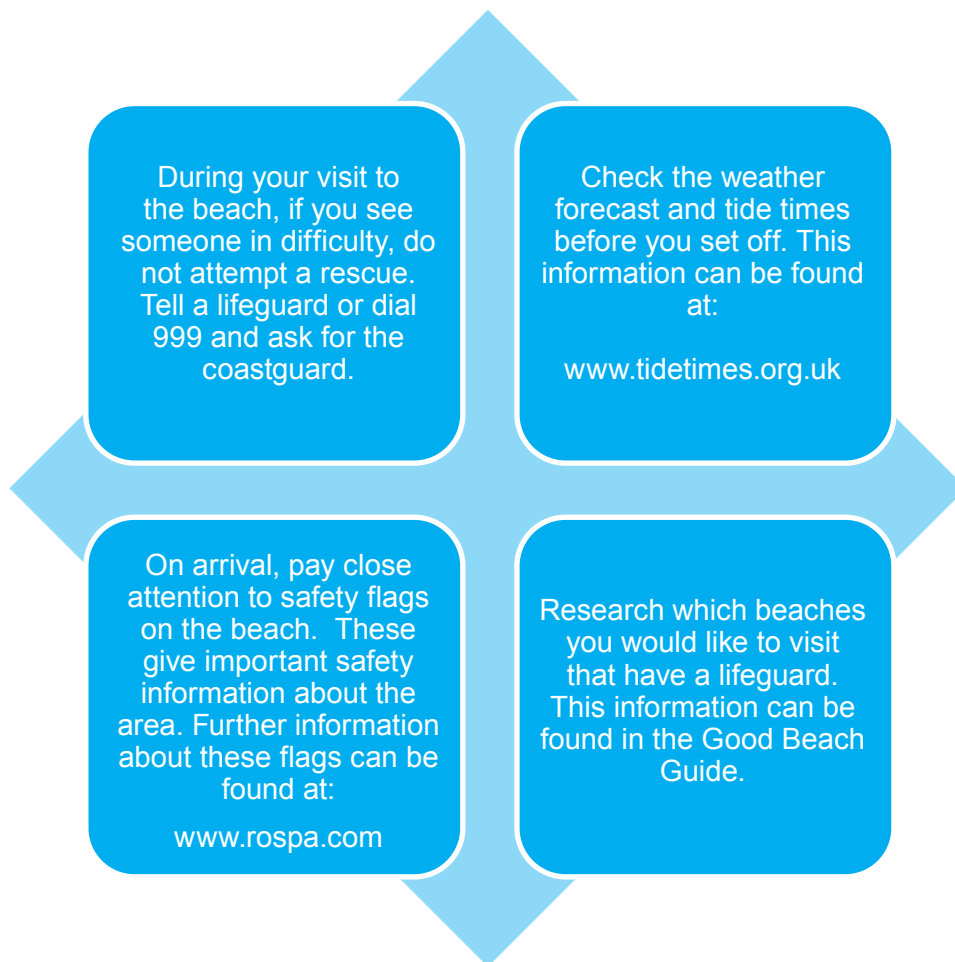 During your visit to
the beach, if you see
someone in difficulty, do
not attempt a rescue.
Tell a lifeguard or dial
999 and ask for the
coastguard.
Check the weather
forecast and tide times
before you set off. This
information can be found
at:
www.tidetimes.org.uk
On arrival, pay close
attention to safety flags
on the beach.  These
give important safety
information about the
area. Further information
about these flags can be
found at:
www.rospa.com
Research which beaches
you would like to visit
that have a lifeguard.
This information can be
found in the Good Beach
Guide.